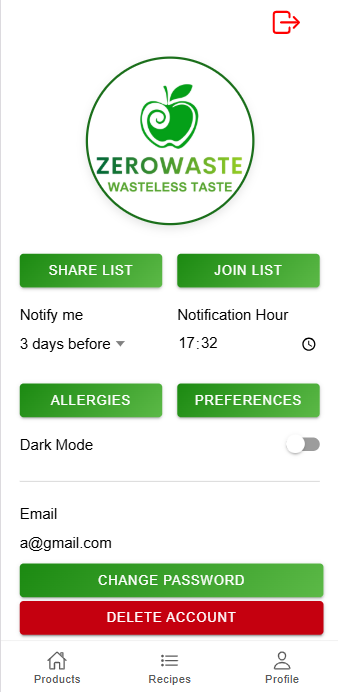 ZEROWASTE
WASTELESS TASTE
SHARE LIST JOIN LIST
Notify me Notification Hour
3 days before 17:32
ALLERGIES PREFERENCES
Dark Mode
Email
a@gmail.com
CHANGE PASSWORD
DELETE ACCOUNT
Products Recipes Profile